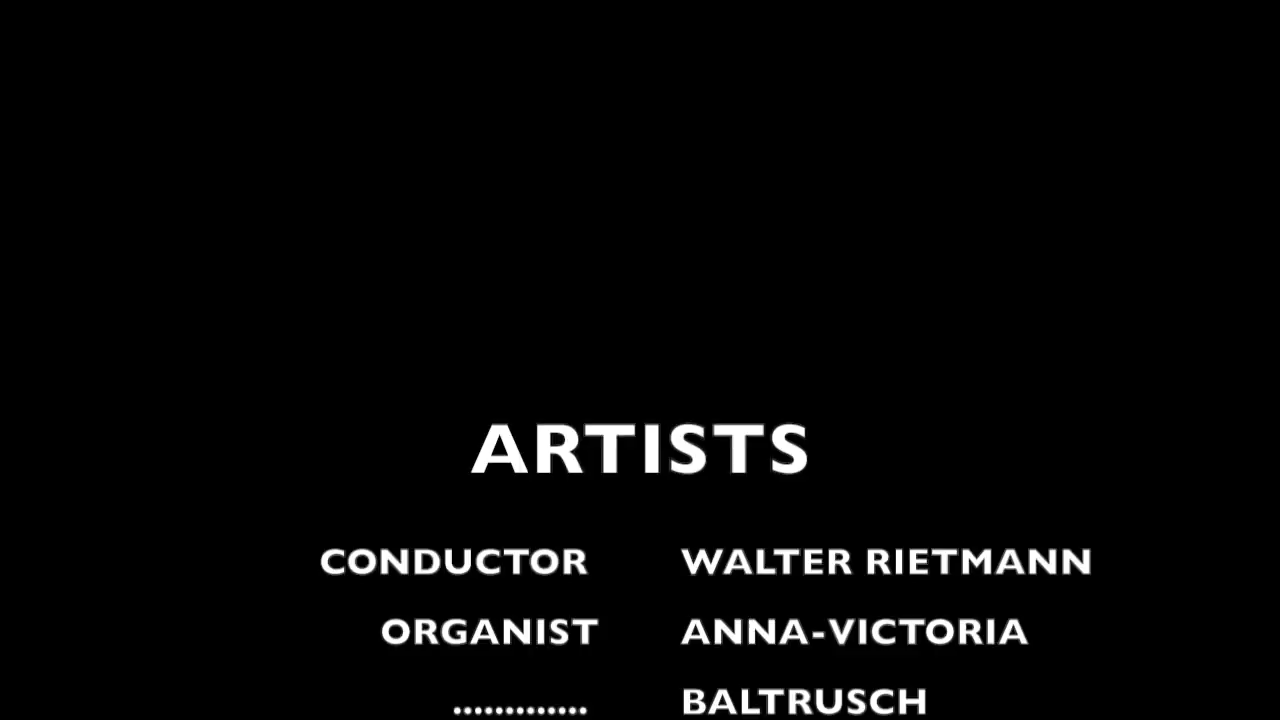 ARTISTS
CONDUCTOR WALTER RIETMANN
ORGANIST ANNA-VICTORIA
............. BALTRUSCH